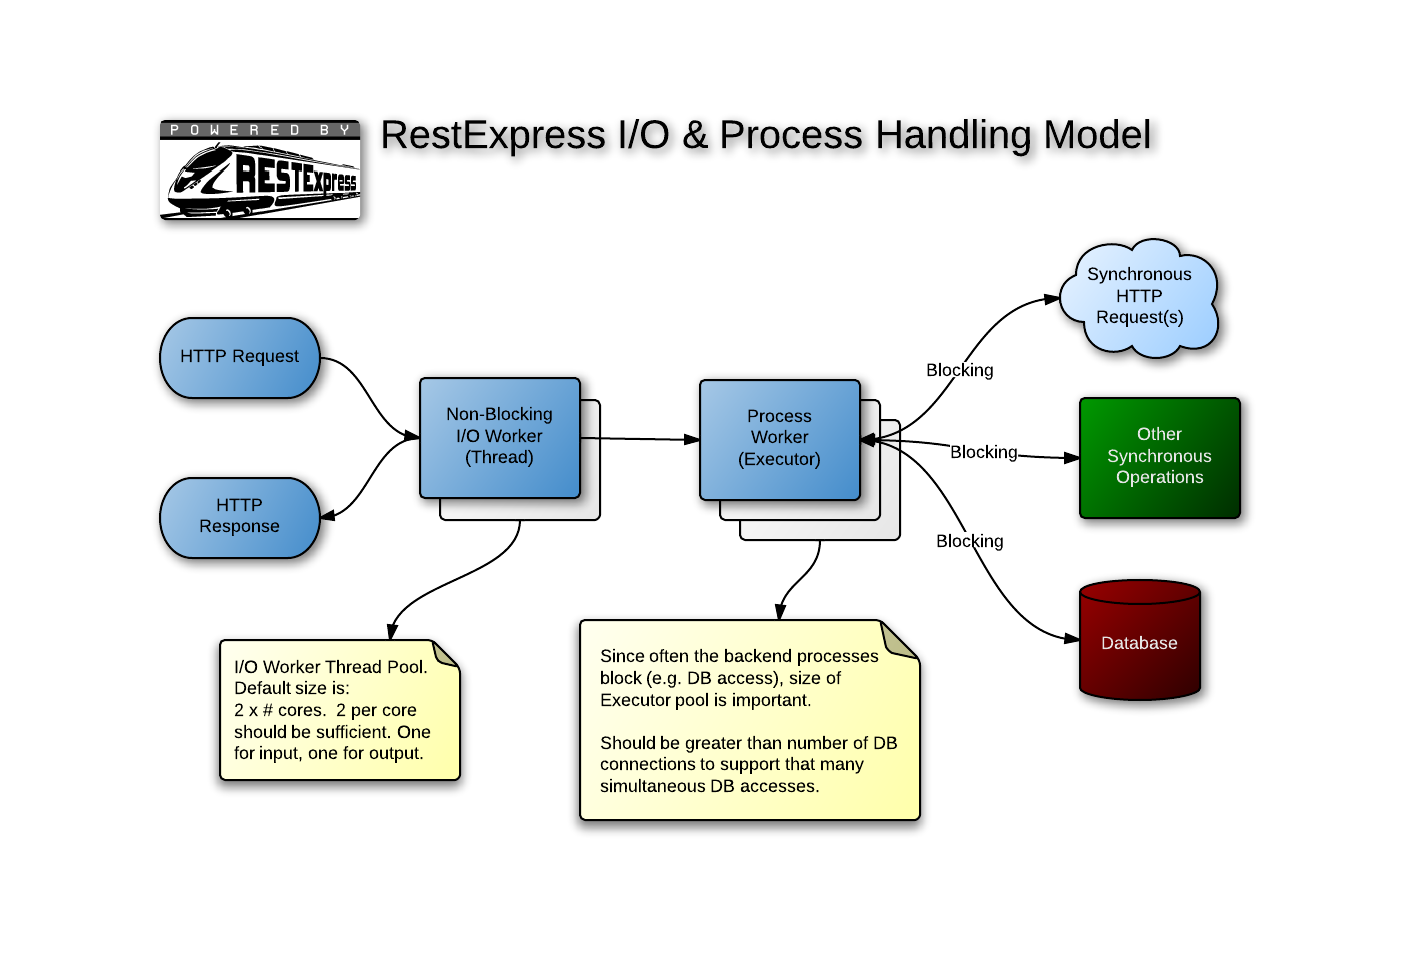 POWERED BY
RESTExpress
RestExpress I/O & Process Handling Model
Synchronous
HTTP
Request(s)
HTTP Request
Blocking
Non-Blocking
I/O Worker
(Thread)
Process
Worker
(Executor)
Blocking
Other
Synchronous
Operations
HTTP
Response
Blocking
Database
I/O Worker Thread Pool.
Default size is:
2 x # cores.  2 per core
should be sufficient. One
for input, one for output.
Since often the backend processes
block (e.g. DB access), size of
Executor pool is important.
Should be greater than number of DB
connections to support that many
simultaneous DB accesses.